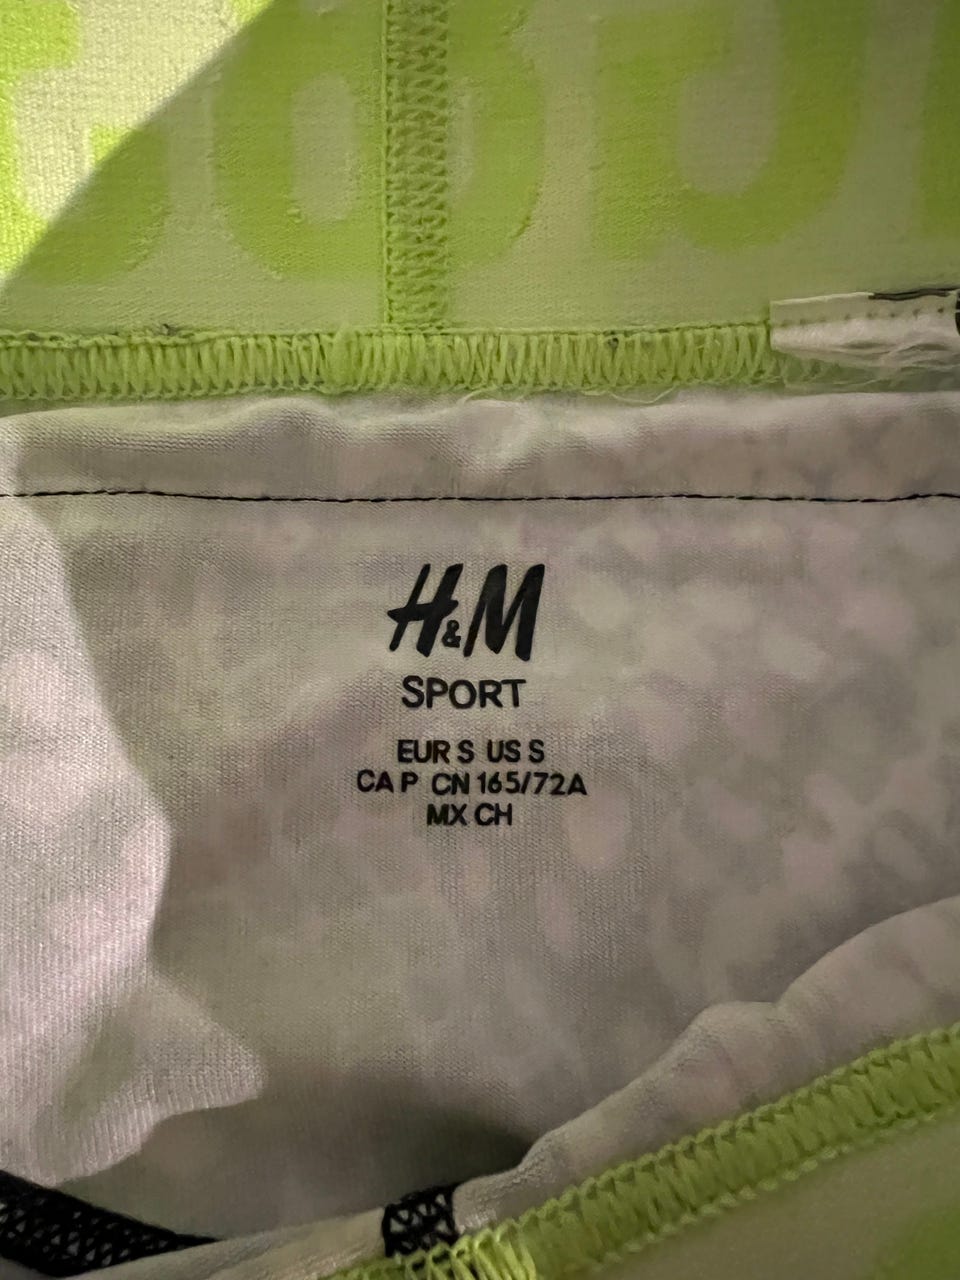 H&M
SPORT
EUR S US S
CA P CN 165/72A
MX CH